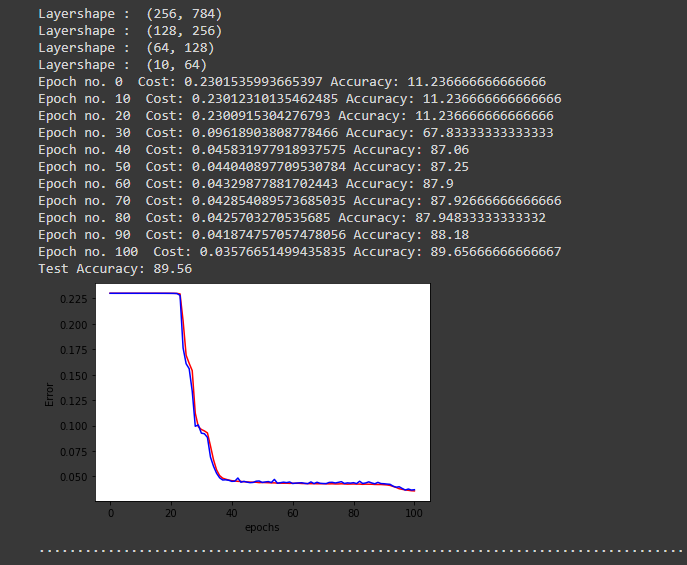 Layershape :  (256, 784)
Layershape :  (128, 256)
Layershape :  (64, 128)
Layershape :  (10, 64)
Epoch no. 0  Cost: 0.2301535993665397 Accuracy: 11.236666666666666
Epoch no. 10  Cost: 0.23012310135462485 Accuracy: 11.236666666666666
Epoch no. 20  Cost: 0.2300915304276793 Accuracy: 11.236666666666666
Epoch no. 30  Cost: 0.09618903808778466 Accuracy: 67.83333333333333
Epoch no. 40  Cost: 0.045831977918937575 Accuracy: 87.06
Epoch no. 50  Cost: 0.044040897709530784 Accuracy: 87.25
Epoch no. 60  Cost: 0.04329877881702443 Accuracy: 87.9
Epoch no. 70  Cost: 0.042854089573685035 Accuracy: 87.92666666666666
Epoch no. 80  Cost: 0.0425703270535685 Accuracy: 87.94833333333332
Epoch no. 90  Cost: 0.041874757057478056 Accuracy: 88.18
Epoch no. 100  Cost: 0.03576651499435835 Accuracy: 89.65666666666667
Test Accuracy: 89.56
0.225
0.200
0.175
0.150
0.125
0.100
0.075
0.050
Error
0 20 40 60 80 100
epochs